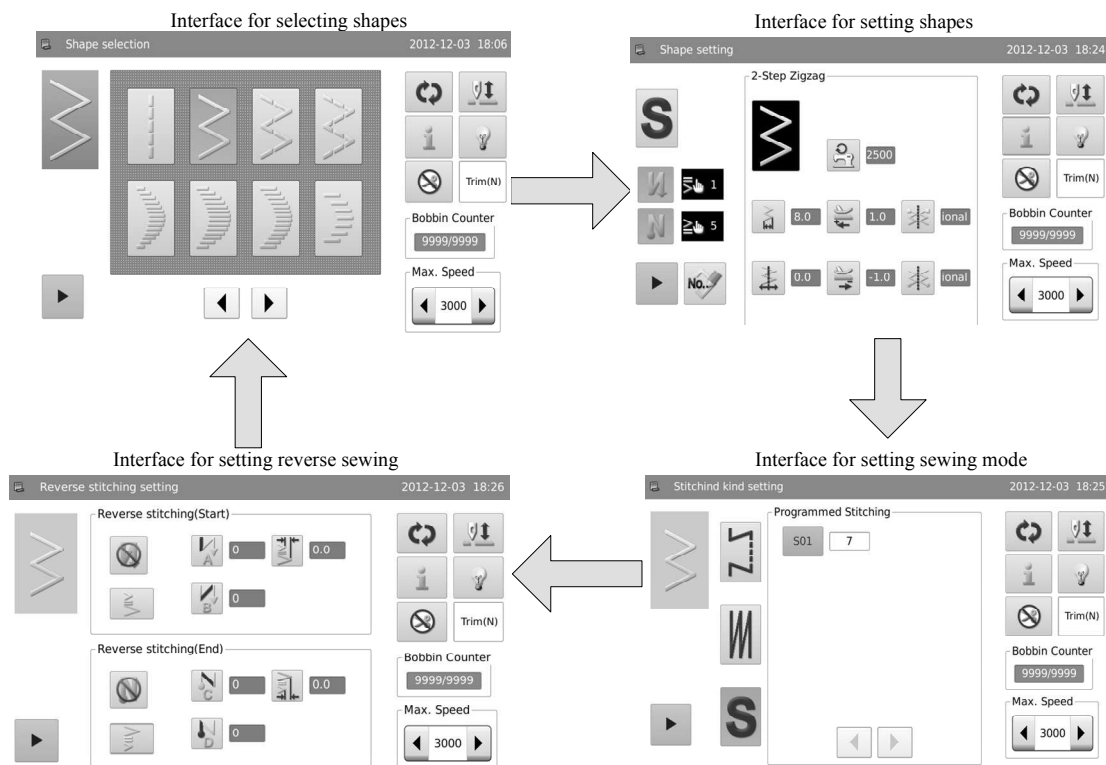 Interface for selecting shapes
Shape selection 2012-12-03 18:06
Trim(N)
Bobbin Counter
9999/9999
Max. Speed
3000
Interface for setting shapes
Shape setting 2012-12-03 18:24
2-Step Zigzag
S
2500
1
8.0 1.0 ional
N 5
No.
0.0 -1.0 ional
Trim(N)
Bobbin Counter
9999/9999
Max. Speed
3000
Interface for setting reverse sewing
Reverse stitching setting 2012-12-03 18:26
Reverse stitching(Start)
A 0 0.0
B 0
Reverse stitching(End)
C 0 0.0
D 0
Trim(N)
Bobbin Counter
9999/9999
Max. Speed
3000
Interface for setting sewing mode
Stitchind kind setting 2012-12-03 18:25
Programmed Stitching
S01 7
S
Trim(N)
Bobbin Counter
9999/9999
Max. Speed
3000